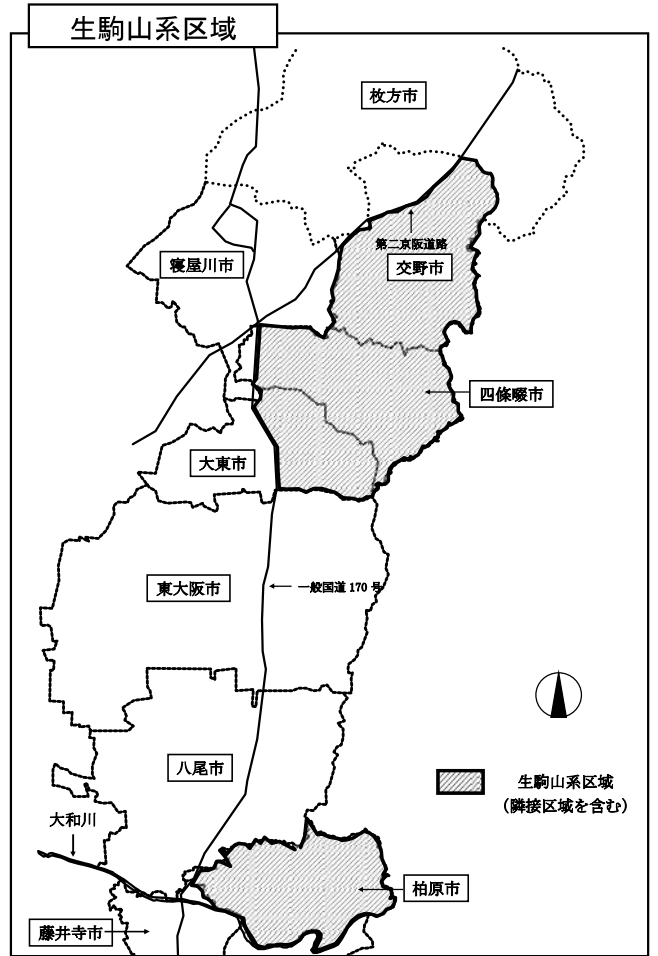 生駒山系区域
枚方市
第二京阪道路
寝屋川市
交野市
四條畷市
大東市
東大阪市
一般国道 170 号
八尾市
生駒山系区域
(隣接区域を含む)
大和川
柏原市
藤井寺市